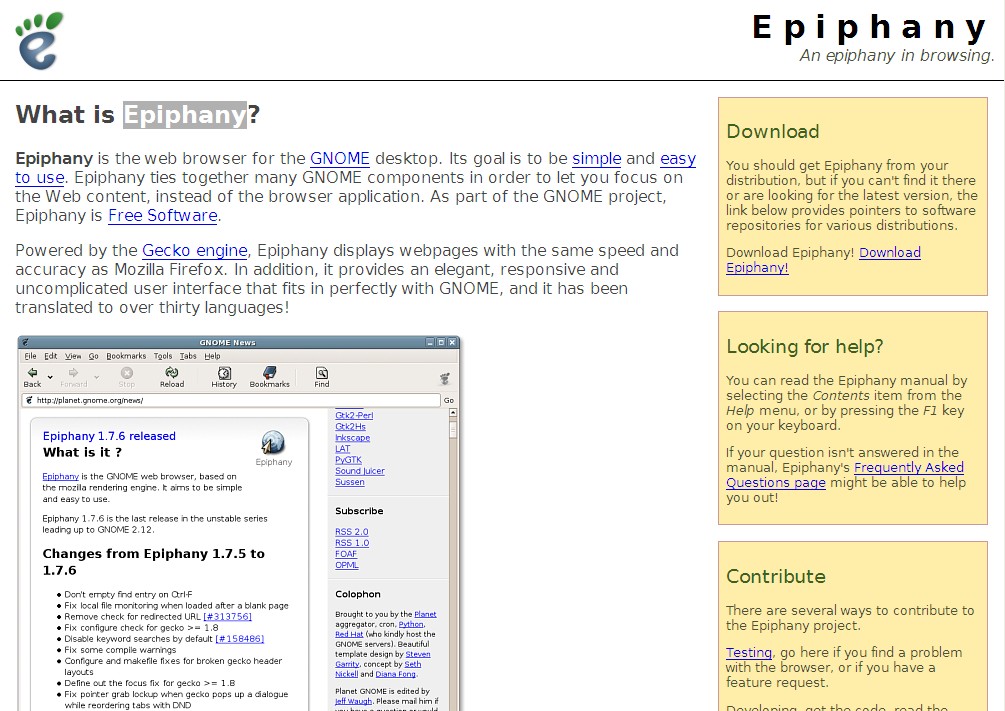 Epiphany
An epiphany in browsing.
What is Epiphany?
Epiphany is the web browser for the GNOME desktop. Its goal is to be simple and easy
to use. Epiphany ties together many GNOME components in order to let you focus on
the Web content, instead of the browser application. As part of the GNOME project,
Epiphany is Free Software.
Powered by the Gecko engine, Epiphany displays webpages with the same speed and
accuracy as Mozilla Firefox. In addition, it provides an elegant, responsive and
uncomplicated user interface that fits in perfectly with GNOME, and it has been
translated to over thirty languages!
GNOME News
File Edit View Go Bookmarks Tools Tabs Help
Back Forward Stop Reload History Bookmarks Find
http://planet.gnome.org/news/ Go
Epiphany 1.7.6 released
What is it ?
Epiphany
Epiphany is the GNOME web browser, based on
the mozilla rendering engine. It aims to be simple
and easy to use.
Epiphany 1.7.6 is the last release in the unstable series
leading up to GNOME 2.12.
Changes from Epiphany 1.7.5 to
1.7.6
• Don't empty find entry on Ctrl-F
• Fix local file monitoring when loaded after a blank page
• Remove check for redirected URL [#313756]
• Fix configure check for gecko >= 1.8
• Disable keyword searches by default [#158486]
• Fix some compile warnings
• Configure and makefile fixes for broken gecko header
layouts
• Define out the focus fix for gecko >= 1.8
• Fix pointer grab lockup when gecko pops up a dialogue
while reordering tabs with DND
Gtk2-Perl
Gtk2Hs
Inkscape
LAT
PyGTK
Sound Juicer
Sussen
Subscribe
RSS 2.0
RSS 1.0
FOAF
OPML
Colophon
Brought to you by the Planet
aggregator, cron, Python,
Red Hat (who kindly host the
GNOME servers). Beautiful
template design by Steven
Garrity, concept by Seth
Nickell and Diana Fong.
Planet GNOME is edited by
Jeff Waugh. Please mail him if
you have a question or would
Download
You should get Epiphany from your
distribution, but if you can't find it there
or are looking for the latest version, the
link below provides pointers to software
repositories for various distributions.
Download Epiphany! Download
Epiphany!
Looking for help?
You can read the Epiphany manual by
selecting the Contents item from the
Help menu, or by pressing the F1 key
on your keyboard.
If your question isn't answered in the
manual, Epiphany's Frequently Asked
Questions page might be able to help
you out!
Contribute
There are several ways to contribute to
the Epiphany project.
Testing, go here if you find a problem
with the browser, or if you have a
feature request.
Developing, get the code, read the